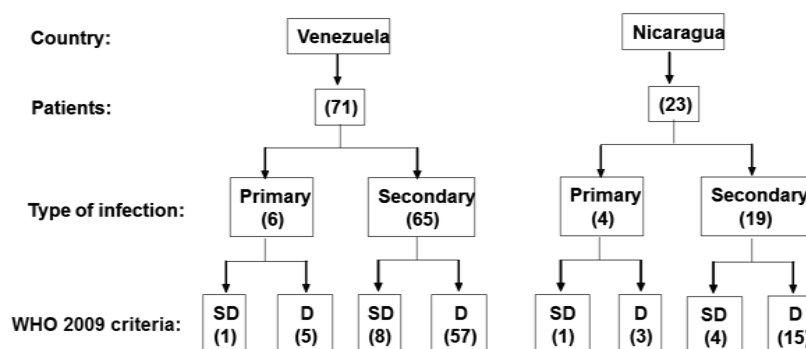 Country: Venezuela Nicaragua
Patients: (71) (23)
Type of infection: Primary (6) Secondary (65) Primary (4) Secondary (19)
WHO 2009 criteria: SD (1) D (5) SD (8) D (57) SD (1) D (3) SD (4) D (15)